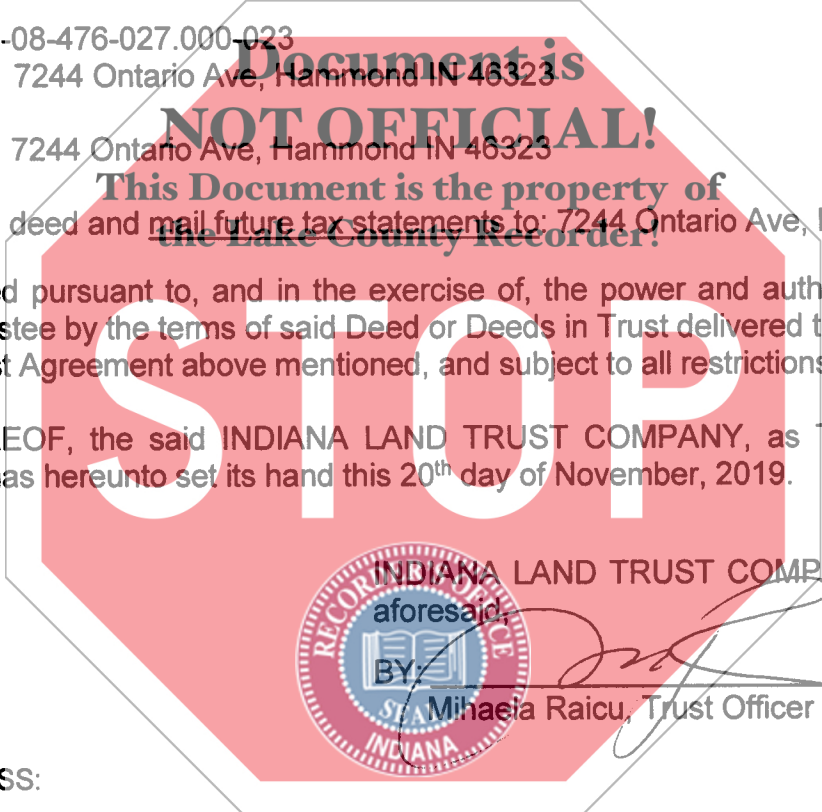 -08-476-027.000-023
7244 Ontario Ave, Hammond IN 46323
Document is
7244 Ontario Ave, Hammond IN 46323
NOT OFFICIAL!
This Document is the property of
deed and mail future tax statements to: 7244 Ontario Ave,
the Lake County Recorder!
d pursuant to, and in the exercise of, the power and auth
stee by the terms of said Deed or Deeds in Trust delivered t
t Agreement above mentioned, and subject to all restrictions
STOP
EOF, the said INDIANA LAND TRUST COMPANY, as T
as hereunto set its hand this 20th day of November, 2019.
INDIANA LAND TRUST COMP
aforesaid,
BY:
Mihaela Raicu, Trust Officer
RECORDER'S OFFICE
SEAL
INDIANA
SS: